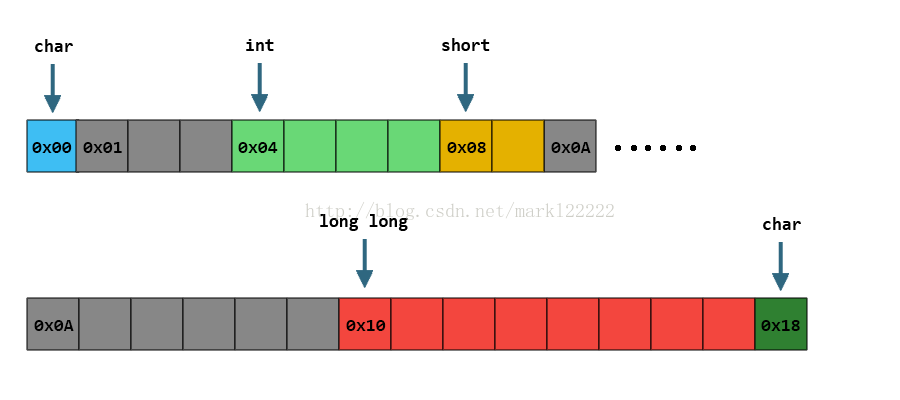 char int short
0x00 0x01 0x04 0x08 0x0A ······
http://blog.csdn.net/mark122222
long long char
0x0A 0x10 0x18